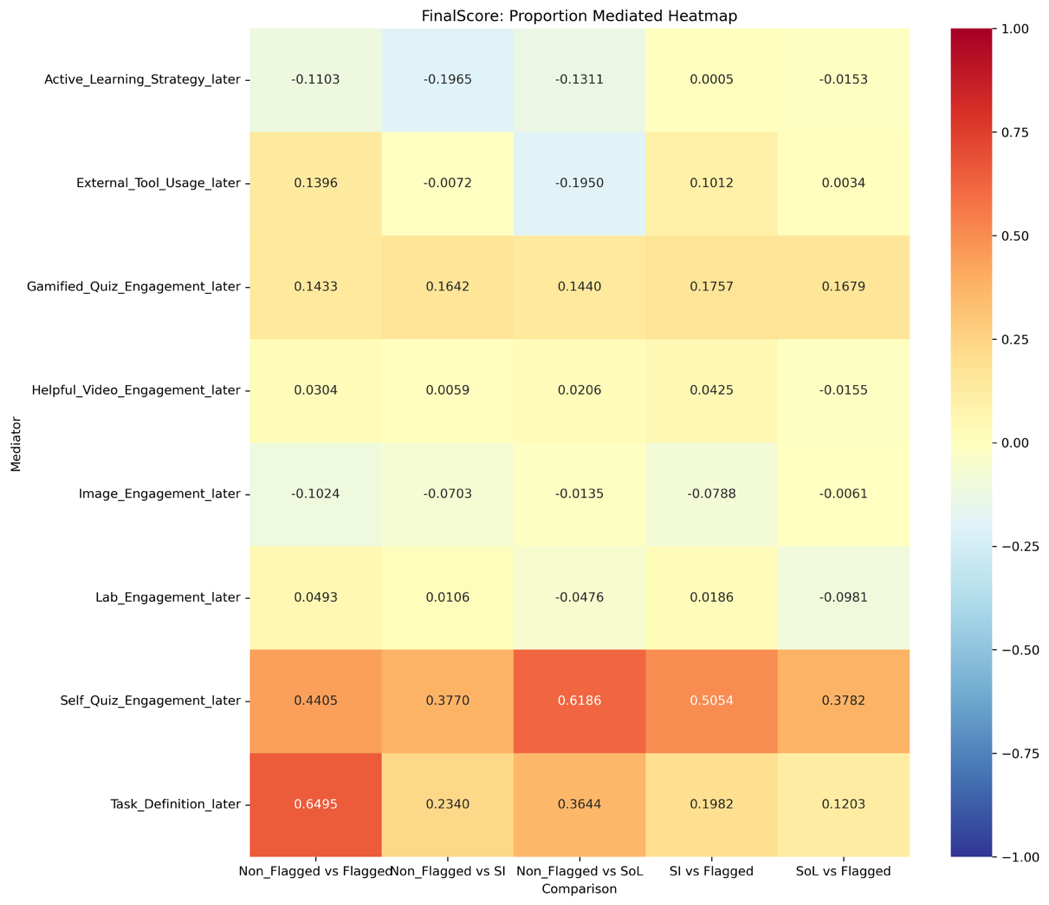 FinalScore: Proportion Mediated Heatmap
Active_Learning_Strategy_later -0.1103 -0.1965 -0.1311 0.0005 -0.0153
External_Tool_Usage_later 0.1396 -0.0072 -0.1950 0.1012 0.0034
Gamified_Quiz_Engagement_later 0.1433 0.1642 0.1440 0.1757 0.1679
Helpful_Video_Engagement_later 0.0304 0.0059 0.0206 0.0425 -0.0155
Image_Engagement_later -0.1024 -0.0703 -0.0135 -0.0788 -0.0061
Lab_Engagement_later 0.0493 0.0106 -0.0476 0.0186 -0.0981
Self_Quiz_Engagement_later 0.4405 0.3770 0.6186 0.5054 0.3782
Task_Definition_later 0.6495 0.2340 0.3644 0.1982 0.1203
Non_Flagged vs Flagged Non_Flagged vs SI Non_Flagged vs SoL SI vs Flagged SoL vs Flagged
Comparison
Mediator
1.00
0.75
0.50
0.25
0.00
−0.25
−0.50
−0.75
−1.00